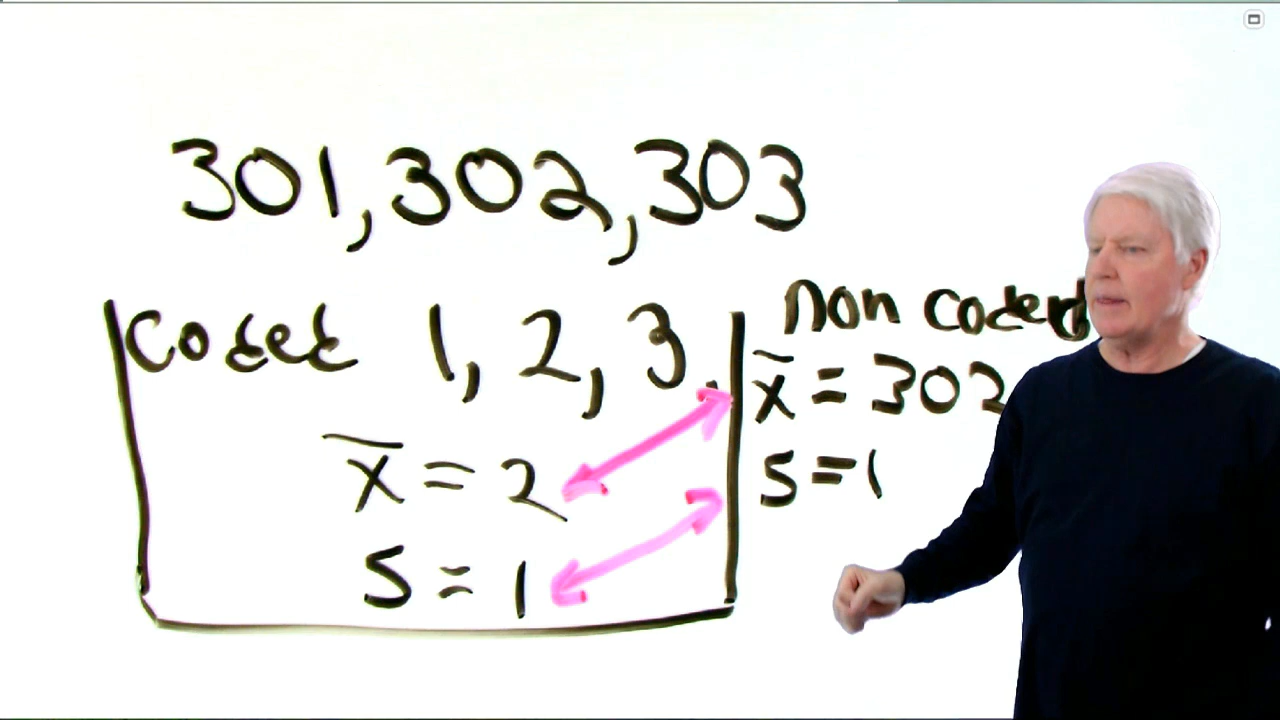 301, 302, 303
coded 1, 2, 3.
x̄ = 2
S = 1
non coded
x̄ = 302
S = 1